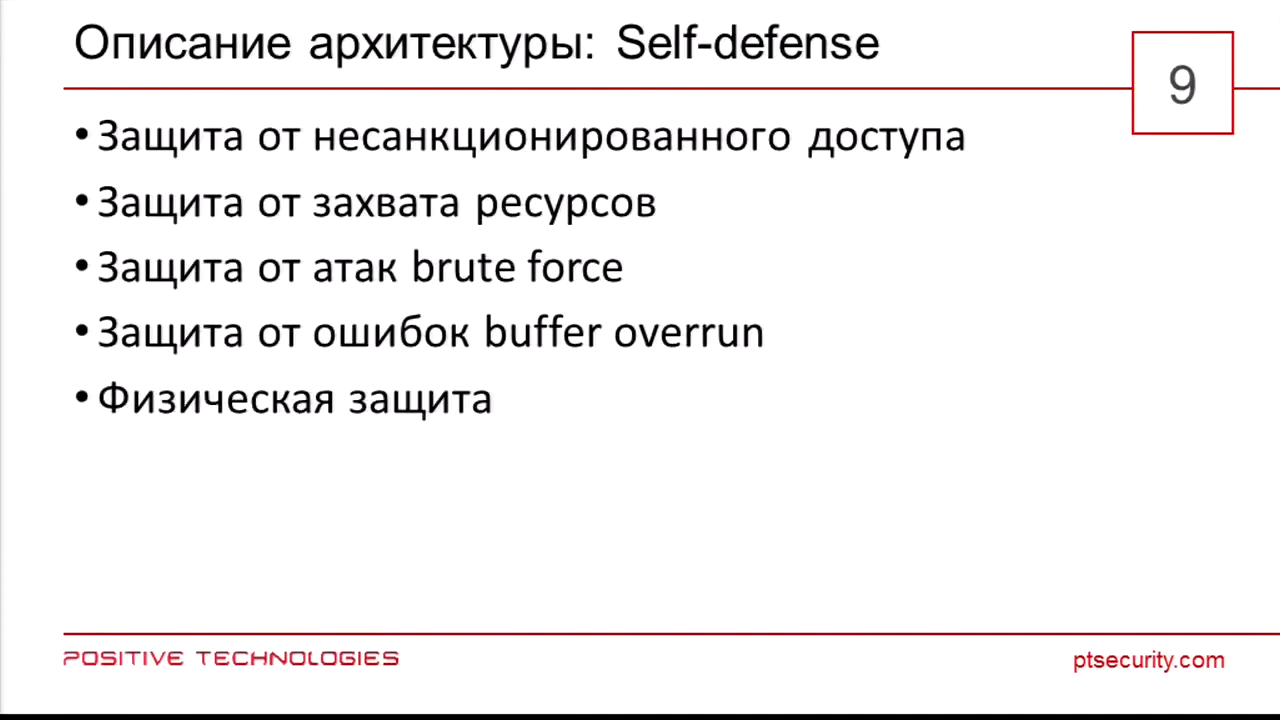 Описание архитектуры: Self-defense
9
• Защита от несанкционированного доступа
• Защита от захвата ресурсов
• Защита от атак brute force
• Защита от ошибок buffer overrun
• Физическая защита
POSITIVE TECHNOLOGIES
ptsecurity.com